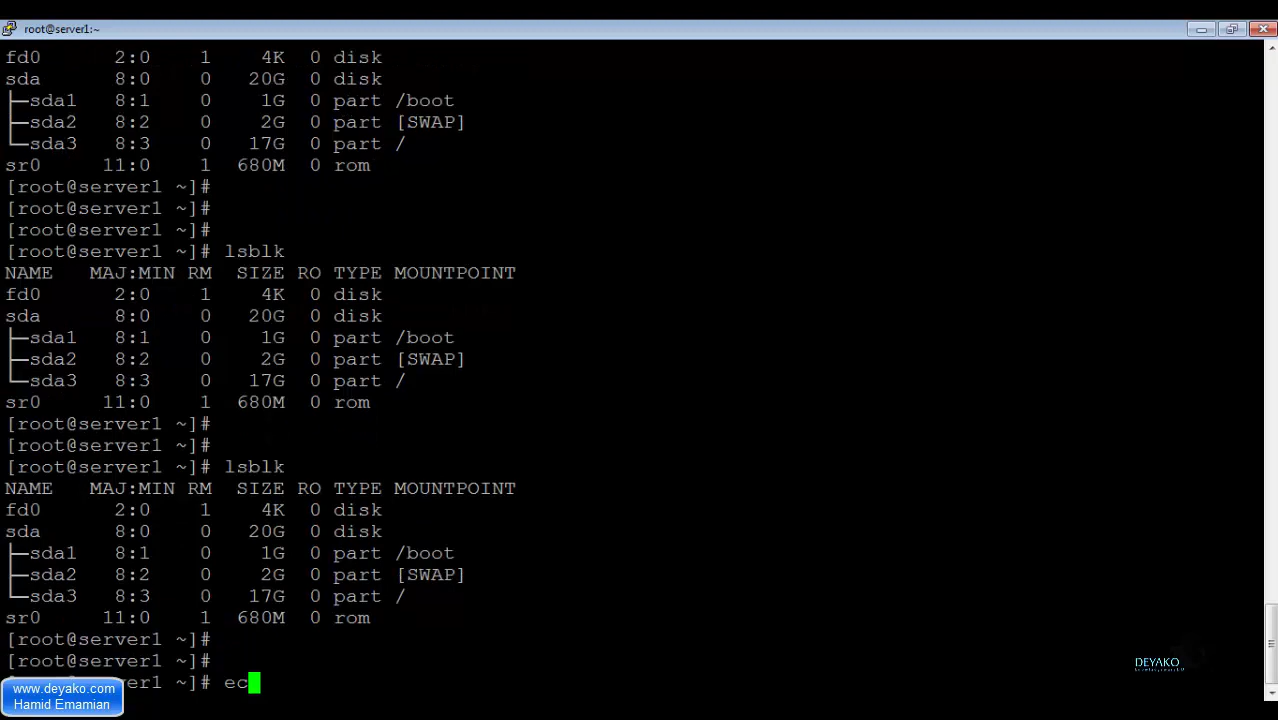 root@server1:~
fd0 2:0 1 4K 0 disk
sda 8:0 0 20G 0 disk
├─sda1 8:1 0 1G 0 part /boot
├─sda2 8:2 0 2G 0 part [SWAP]
└─sda3 8:3 0 17G 0 part /
sr0 11:0 1 680M 0 rom
[root@server1 ~]#
[root@server1 ~]#
[root@server1 ~]#
[root@server1 ~]# lsblk
NAME MAJ:MIN RM SIZE RO TYPE MOUNTPOINT
fd0 2:0 1 4K 0 disk
sda 8:0 0 20G 0 disk
├─sda1 8:1 0 1G 0 part /boot
├─sda2 8:2 0 2G 0 part [SWAP]
└─sda3 8:3 0 17G 0 part /
sr0 11:0 1 680M 0 rom
[root@server1 ~]#
[root@server1 ~]#
[root@server1 ~]# lsblk
NAME MAJ:MIN RM SIZE RO TYPE MOUNTPOINT
fd0 2:0 1 4K 0 disk
sda 8:0 0 20G 0 disk
├─sda1 8:1 0 1G 0 part /boot
├─sda2 8:2 0 2G 0 part [SWAP]
└─sda3 8:3 0 17G 0 part /
sr0 11:0 1 680M 0 rom
[root@server1 ~]#
[root@server1 ~]#
DEYAKO
server1 ~]# ec
www.deyako.com
Hamid Emamian